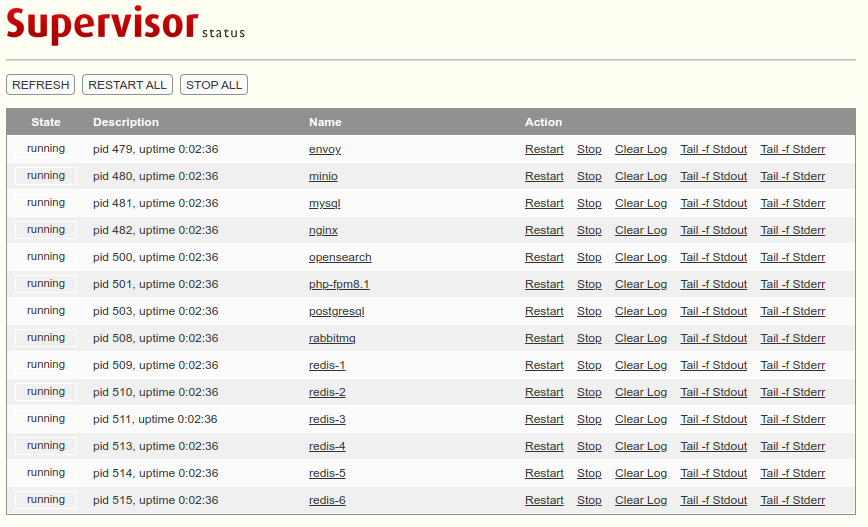 Supervisor status
REFRESH RESTART ALL STOP ALL
State Description Name Action
running pid 479, uptime 0:02:36 envoy Restart Stop Clear Log Tail -f Stdout Tail -f Stderr
running pid 480, uptime 0:02:36 minio Restart Stop Clear Log Tail -f Stdout Tail -f Stderr
running pid 481, uptime 0:02:36 mysql Restart Stop Clear Log Tail -f Stdout Tail -f Stderr
running pid 482, uptime 0:02:36 nginx Restart Stop Clear Log Tail -f Stdout Tail -f Stderr
running pid 500, uptime 0:02:36 opensearch Restart Stop Clear Log Tail -f Stdout Tail -f Stderr
running pid 501, uptime 0:02:36 php-fpm8.1 Restart Stop Clear Log Tail -f Stdout Tail -f Stderr
running pid 503, uptime 0:02:36 postgresql Restart Stop Clear Log Tail -f Stdout Tail -f Stderr
running pid 508, uptime 0:02:36 rabbitmq Restart Stop Clear Log Tail -f Stdout Tail -f Stderr
running pid 509, uptime 0:02:36 redis-1 Restart Stop Clear Log Tail -f Stdout Tail -f Stderr
running pid 510, uptime 0:02:36 redis-2 Restart Stop Clear Log Tail -f Stdout Tail -f Stderr
running pid 511, uptime 0:02:36 redis-3 Restart Stop Clear Log Tail -f Stdout Tail -f Stderr
running pid 513, uptime 0:02:36 redis-4 Restart Stop Clear Log Tail -f Stdout Tail -f Stderr
running pid 514, uptime 0:02:36 redis-5 Restart Stop Clear Log Tail -f Stdout Tail -f Stderr
running pid 515, uptime 0:02:36 redis-6 Restart Stop Clear Log Tail -f Stdout Tail -f Stderr